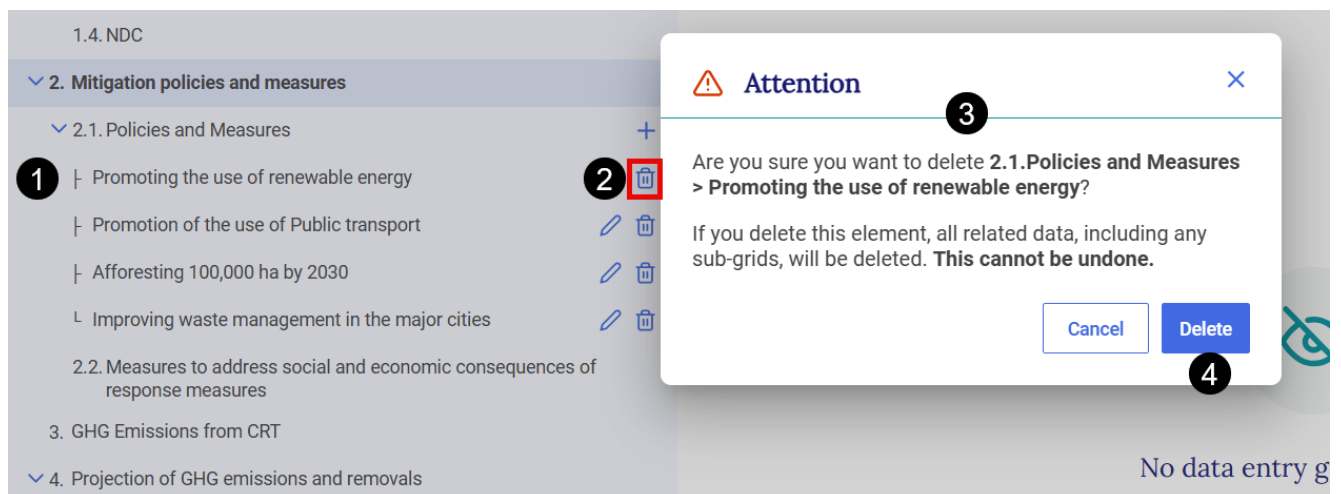 1.4. NDC
2. Mitigation policies and measures
2.1. Policies and Measures
1
Promoting the use of renewable energy
2
Promotion of the use of Public transport
Afforesting 100,000 ha by 2030
Improving waste management in the major cities
2.2. Measures to address social and economic consequences of
response measures
3. GHG Emissions from CRT
4. Projection of GHG emissions and removals
Attention
3
Are you sure you want to delete 2.1.Policies and Measures
> Promoting the use of renewable energy?
If you delete this element, all related data, including any
sub-grids, will be deleted. This cannot be undone.
Cancel
Delete
4
No data entry g